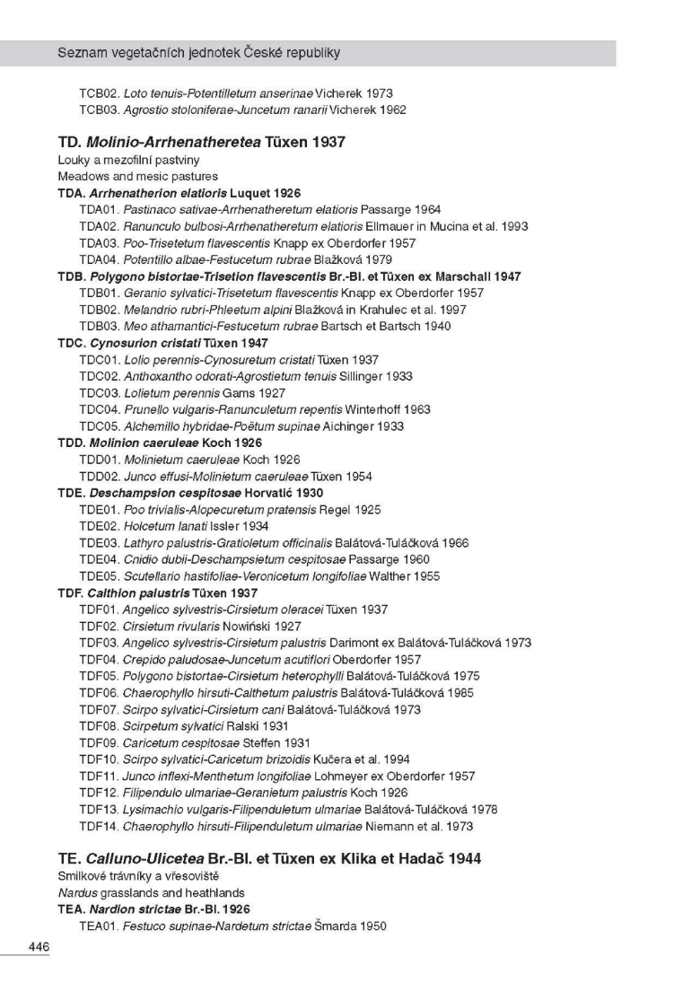 Seznam vegetačních jednotek České republiky
TCB02. Loto tenuis-Potentilletum anserinae Vicherek 1973
TCB03. Agrostio stoloniferae-Juncetum ranarii Vicherek 1962
TD. Molinio-Arrhenatheretea Tüxen 1937
Louky a mezofilní pastviny
Meadows and mesic pastures
TDA. Arrhenatherion elatioris Luquet 1926
TDA01. Pastinaco sativae-Arrhenatheretum elatioris Passarge 1964
TDA02. Ranunculo bulbosi-Arrhenatheretum elatioris Ellmauer in Mucina et al. 1993
TDA03. Poo-Trisetetum flavescentis Knapp ex Oberdorfer 1957
TDA04. Potentillo albae-Festucetum rubrae Blažková 1979
TDB. Polygono bistortae-Trisetion flavescentis Br.-Bl. et Tüxen ex Marschall 1947
TDB01. Geranio sylvatici-Trisetetum flavescentis Knapp ex Oberdorfer 1957
TDB02. Melandrio rubri-Phleetum alpini Blažková in Krahulec et al. 1997
TDB03. Meo athamantici-Festucetum rubrae Bartsch et Bartsch 1940
TDC. Cynosurion cristati Tüxen 1947
TDC01. Lolio perennis-Cynosuretum cristati Tüxen 1937
TDC02. Anthoxantho odorati-Agrostietum tenuis Sillinger 1933
TDC03. Lolietum perennis Gams 1927
TDC04. Prunello vulgaris-Ranunculetum repentis Winterhoff 1963
TDC05. Alchemillo hybridae-Poëtum supinae Aichinger 1933
TDD. Molinion caeruleae Koch 1926
TDD01. Molinietum caeruleae Koch 1926
TDD02. Junco effusi-Molinietum caeruleae Tüxen 1954
TDE. Deschampsion cespitosae Horvatić 1930
TDE01. Poo trivialis-Alopecuretum pratensis Regel 1925
TDE02. Holcetum lanati Issler 1934
TDE03. Lathyro palustris-Gratioletum officinalis Balátová-Tuláčková 1966
TDE04. Cnidio dubii-Deschampsietum cespitosae Passarge 1960
TDE05. Scutellario hastifoliae-Veronicetum longifoliae Walther 1955
TDF. Calthion palustris Tüxen 1937
TDF01. Angelico sylvestris-Cirsietum oleracei Tüxen 1937
TDF02. Cirsietum rivularis Nowiński 1927
TDF03. Angelico sylvestris-Cirsietum palustris Darimont ex Balátová-Tuláčková 1973
TDF04. Crepido paludosae-Juncetum acutiflori Oberdorfer 1957
TDF05. Polygono bistortae-Cirsietum heterophylli Balátová-Tuláčková 1975
TDF06. Chaerophyllo hirsuti-Calthetum palustris Balátová-Tuláčková 1985
TDF07. Scirpo sylvatici-Cirsietum cani Balátová-Tuláčková 1973
TDF08. Scirpetum sylvatici Ralski 1931
TDF09. Caricetum cespitosae Steffen 1931
TDF10. Scirpo sylvatici-Caricetum brizoidis Kučera et al. 1994
TDF11. Junco inflexi-Menthetum longifoliae Lohmeyer ex Oberdorfer 1957
TDF12. Filipendulo ulmariae-Geranietum palustris Koch 1926
TDF13. Lysimachio vulgaris-Filipenduletum ulmariae Balátová-Tuláčková 1978
TDF14. Chaerophyllo hirsuti-Filipenduletum ulmariae Niemann et al. 1973
TE. Calluno-Ulicetea Br.-Bl. et Tüxen ex Klika et Hadač 1944
Smilkové trávníky a vřesoviště
Nardus grasslands and heathlands
TEA. Nardion strictae Br.-Bl. 1926
TEA01. Festuco supinae-Nardetum strictae Šmarda 1950
446